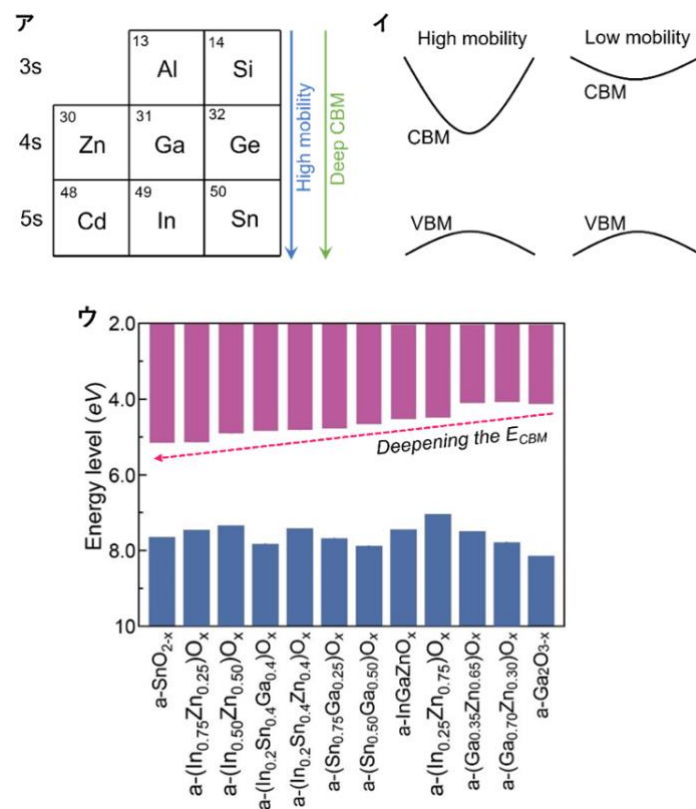 ア
13 14
3s Al Si
30 31 32
4s Zn Ga Ge
48 49 50
5s Cd In Sn
High mobility
Deep CBM
イ
High mobility Low mobility
CBM CBM
VBM VBM
ウ
Energy level (eV)
2.0
4.0
6.0
8.0
10
Deepening the E_CBM
a-SnO₂₋ₓ
a-(In₀.₇₅Zn₀.₂₅)Oₓ
a-(In₀.₅₀Zn₀.₅₀)Oₓ
a-(In₀.₂Sn₀.₄Ga₀.₄)Oₓ
a-(In₀.₂Sn₀.₄Zn₀.₄)Oₓ
a-(Sn₀.₇₅Ga₀.₂₅)Oₓ
a-(Sn₀.₅₀Ga₀.₅₀)Oₓ
a-InGaZnOₓ
a-(In₀.₂₅Zn₀.₇₅)Oₓ
a-(Ga₀.₃₅Zn₀.₆₅)Oₓ
a-(Ga₀.₇₀Zn₀.₃₀)Oₓ
a-Ga₂O₃₋ₓ